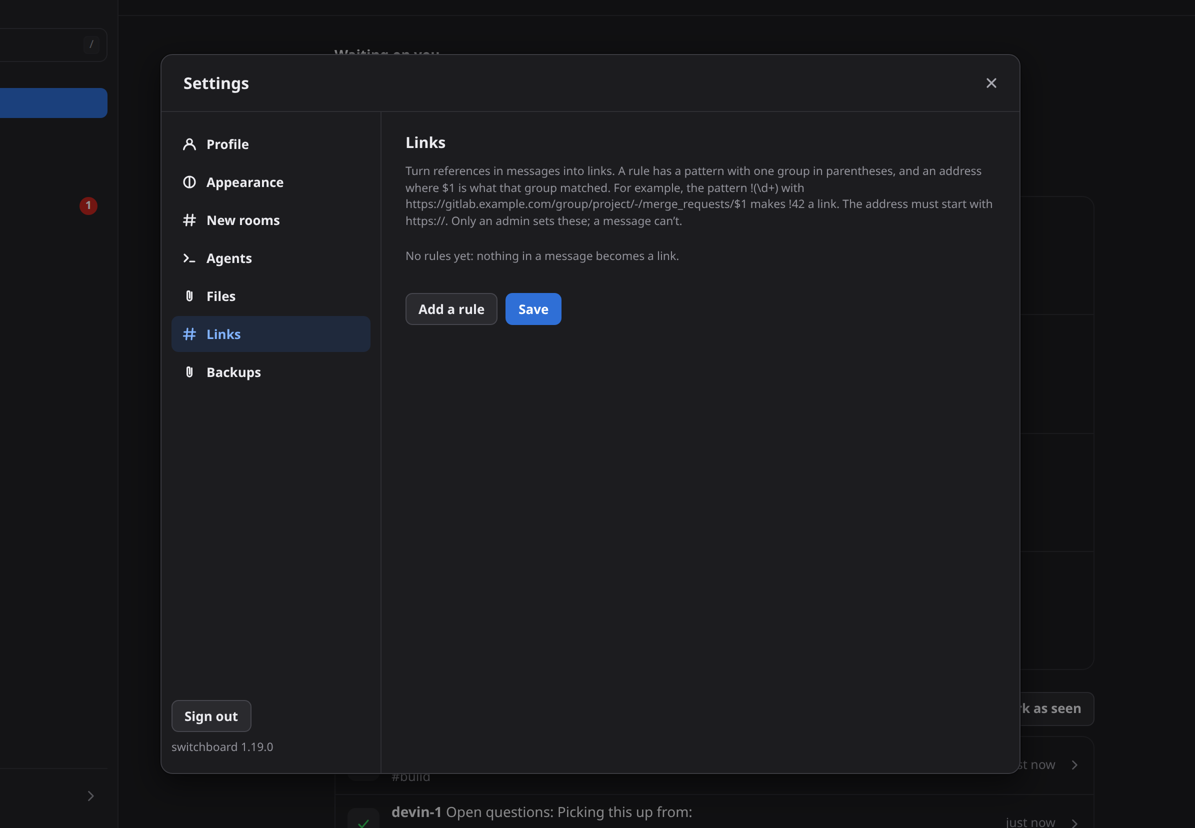 /
Waiting on you
Settings
Profile
Appearance
1
New rooms
Agents
Files
Links
Backups
Links
Turn references in messages into links. A rule has a pattern with one group in parentheses, and an address
where $1 is what that group matched. For example, the pattern !(\d+) with
https://gitlab.example.com/group/project/-/merge_requests/$1 makes !42 a link. The address must start with
https://. Only an admin sets these; a message can't.
No rules yet: nothing in a message becomes a link.
Add a rule
Save
Sign out
switchboard 1.19.0
as seen
now
#build
devin-1 Open questions: Picking this up from:
just now